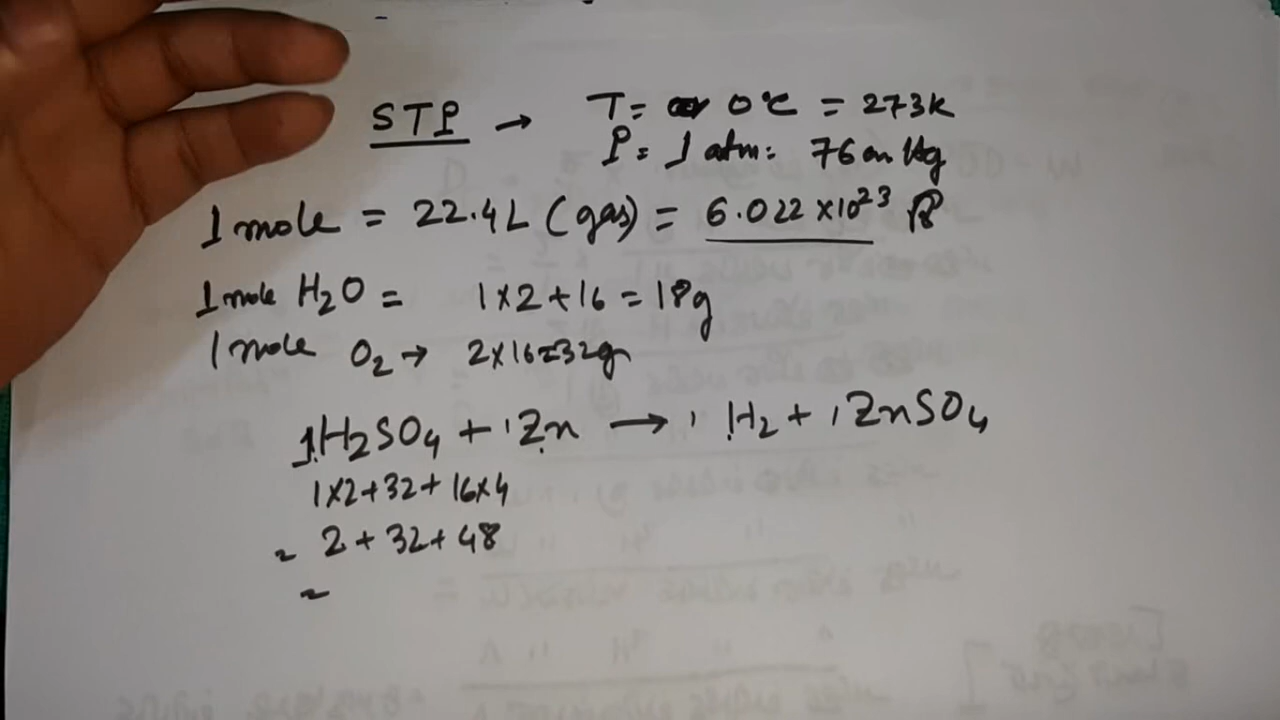 STP → T= 0°C = 273K
P= 1 atm= 76 cm Hg
1 mole = 22.4L (gas) = 6.022 ×10²³
1 mole H₂O = 1×2+16=18g
1 mole O₂ → 2×16=32g
1H₂SO₄ + 1Zn → 1 H₂ + 1ZnSO₄
1×2+32+16×4
= 2+32+48
=